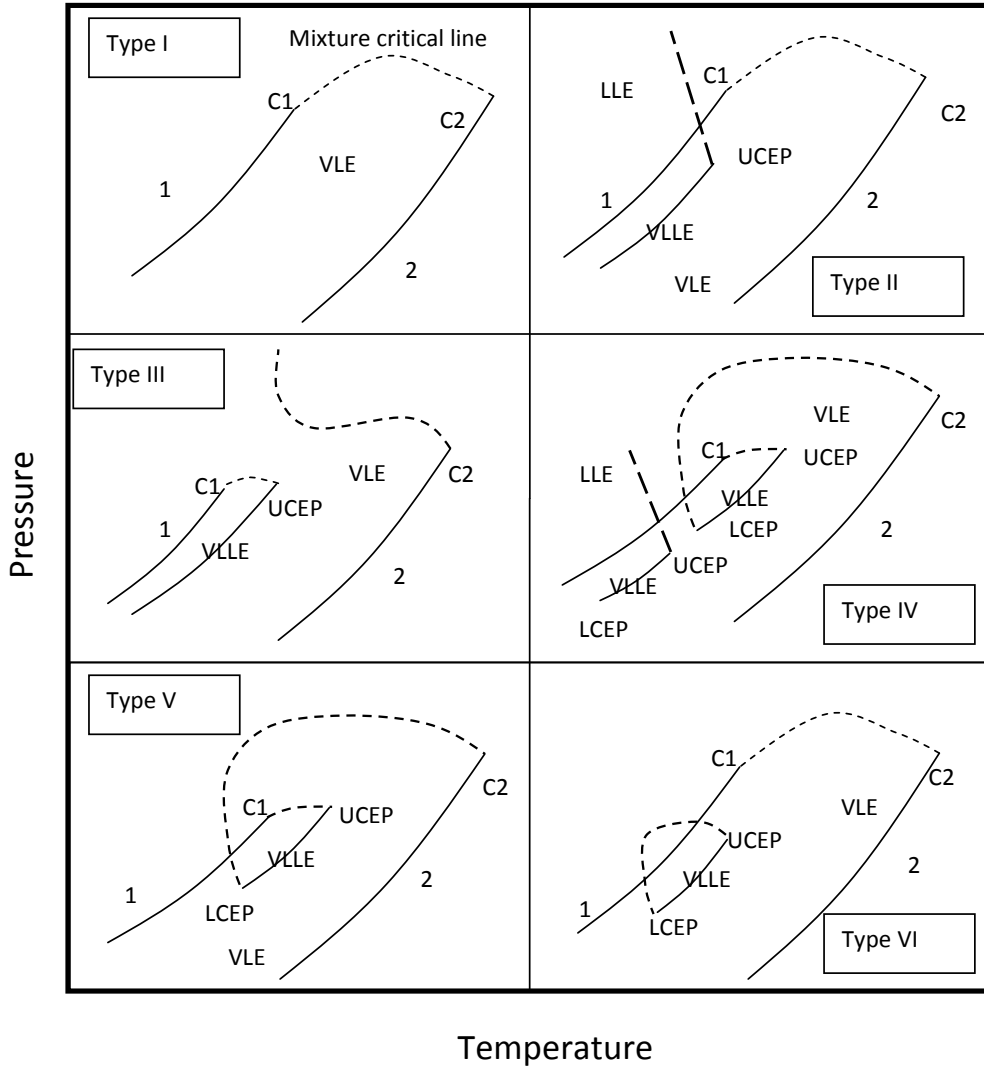 Type I
Mixture critical line
C1
C2
VLE
1
2
C1
LLE
C2
UCEP
1
2
VLLE
VLE
Type II
Type III
VLE
C2
C1
UCEP
1
VLLE
2
VLE
C2
C1
UCEP
LLE
VLLE
LCEP
2
UCEP
VLLE
Type IV
LCEP
Type V
C2
C1
UCEP
VLLE
2
1
LCEP
VLE
C1
C2
VLE
UCEP
2
VLLE
1
LCEP
Type VI
Pressure
Temperature